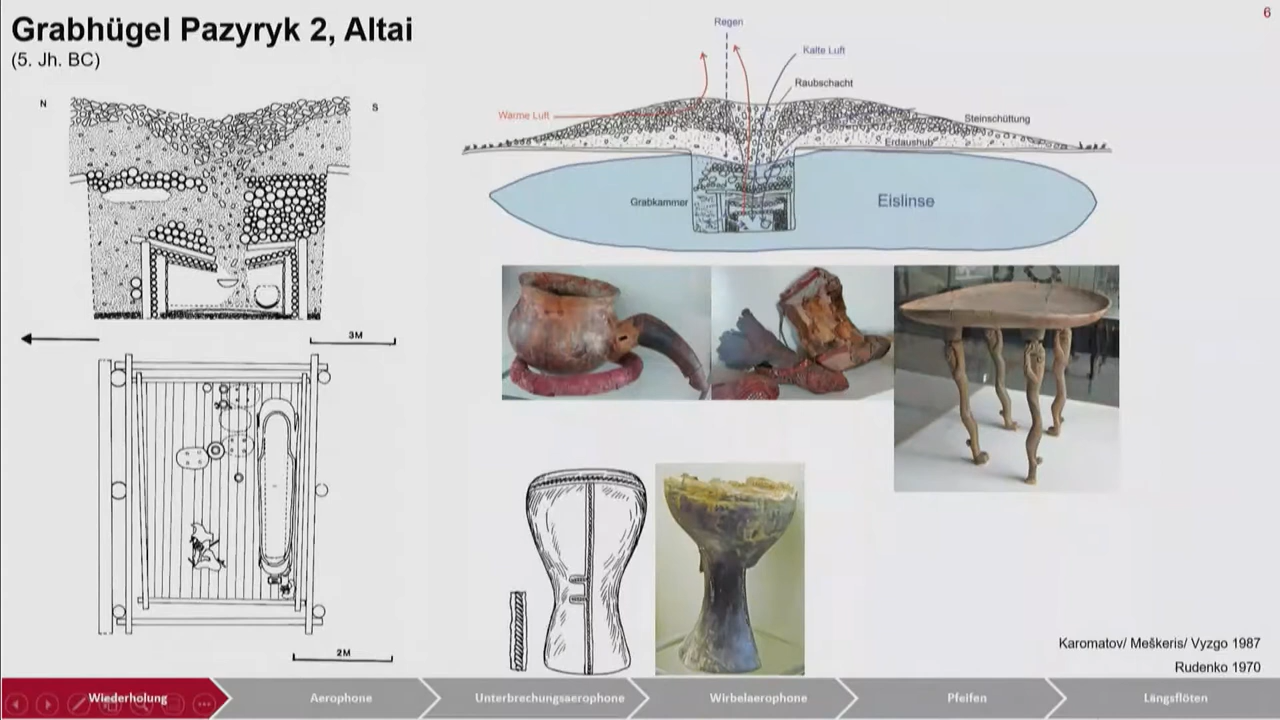 Grabhügel Pazyryk 2, Altai
(5. Jh. BC)
6
N
S
3M
2M
Regen
Kalte Luft
Raubschacht
Warme Luft
Steinschüttung
Erdaushub
Grabkammer
Eislinse
Karomatov/ Meškeris/ Vyzgo 1987
Rudenko 1970
Wiederholung
Aerophone
Unterbrechungsaerophone
Wirbelaerophone
Pfeifen
Längsflöten